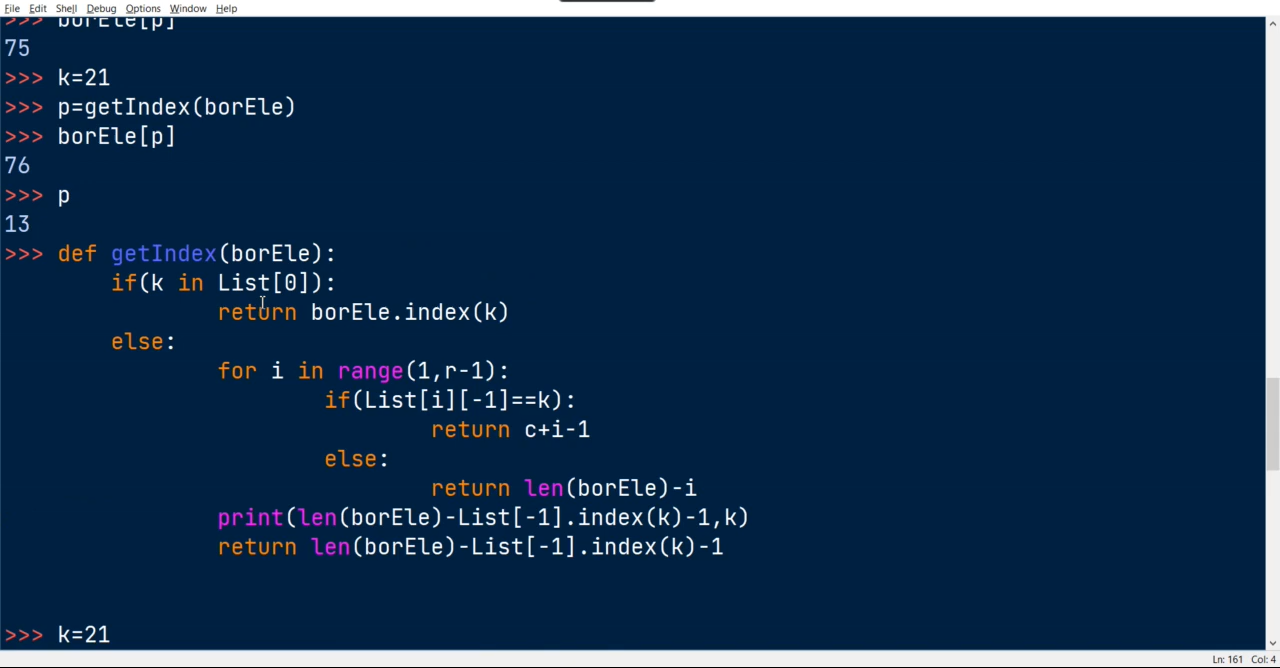 File Edit Shell Debug Options Window Help
>>> borEle[p]
75
>>> k=21
>>> p=getIndex(borEle)
>>> borEle[p]
76
>>> p
13
>>> def getIndex(borEle):
if(k in List[0]):
return borEle.index(k)
else:
for i in range(1,r-1):
if(List[i][-1]==k):
return c+i-1
else:
return len(borEle)-i
print(len(borEle)-List[-1].index(k)-1,k)
return len(borEle)-List[-1].index(k)-1
>>> k=21
Ln: 161 Col: 4